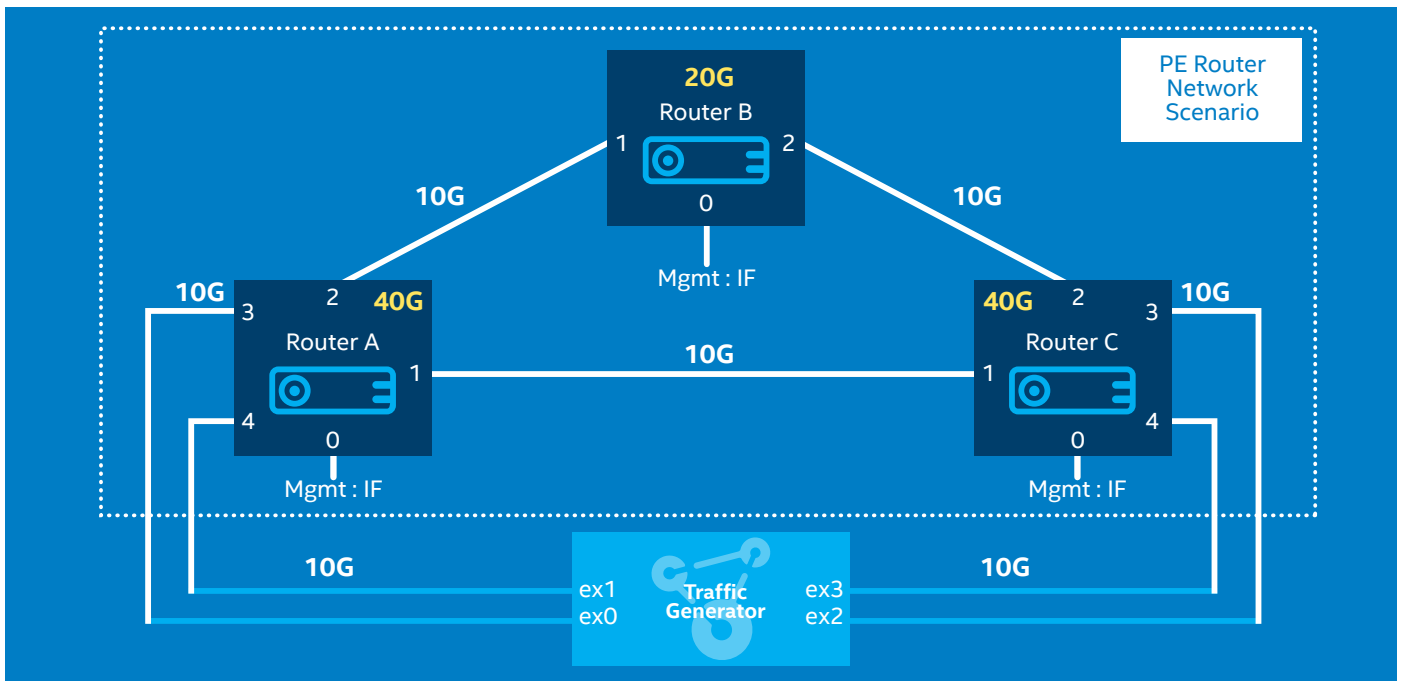 PE Router
Network
Scenario
20G
Router B
1
2
0
10G
10G
Mgmt : IF
10G
2
40G
3
Router A
1
4
0
Mgmt : IF
10G
40G
2
10G
3
Router C
1
4
0
Mgmt : IF
10G
10G
ex1
ex0
Traffic
Generator
ex3
ex2